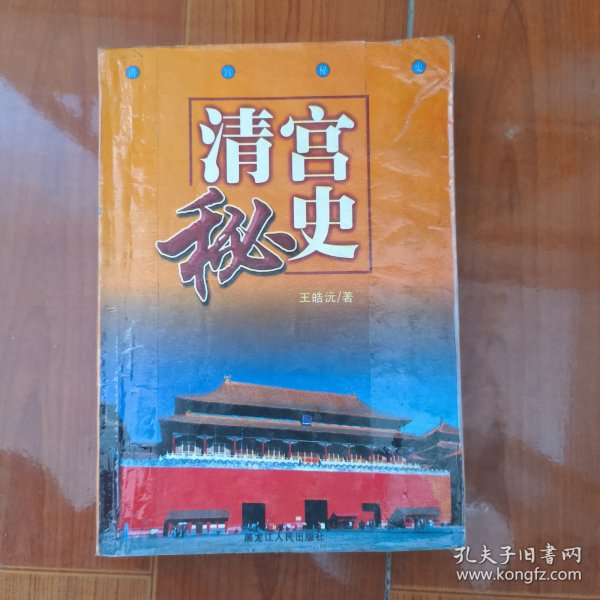 清 宫 秘 史
清宫
秘史
王皓沅/著
黑龙江人民出版社
孔夫子旧书网
www.kongfz.com